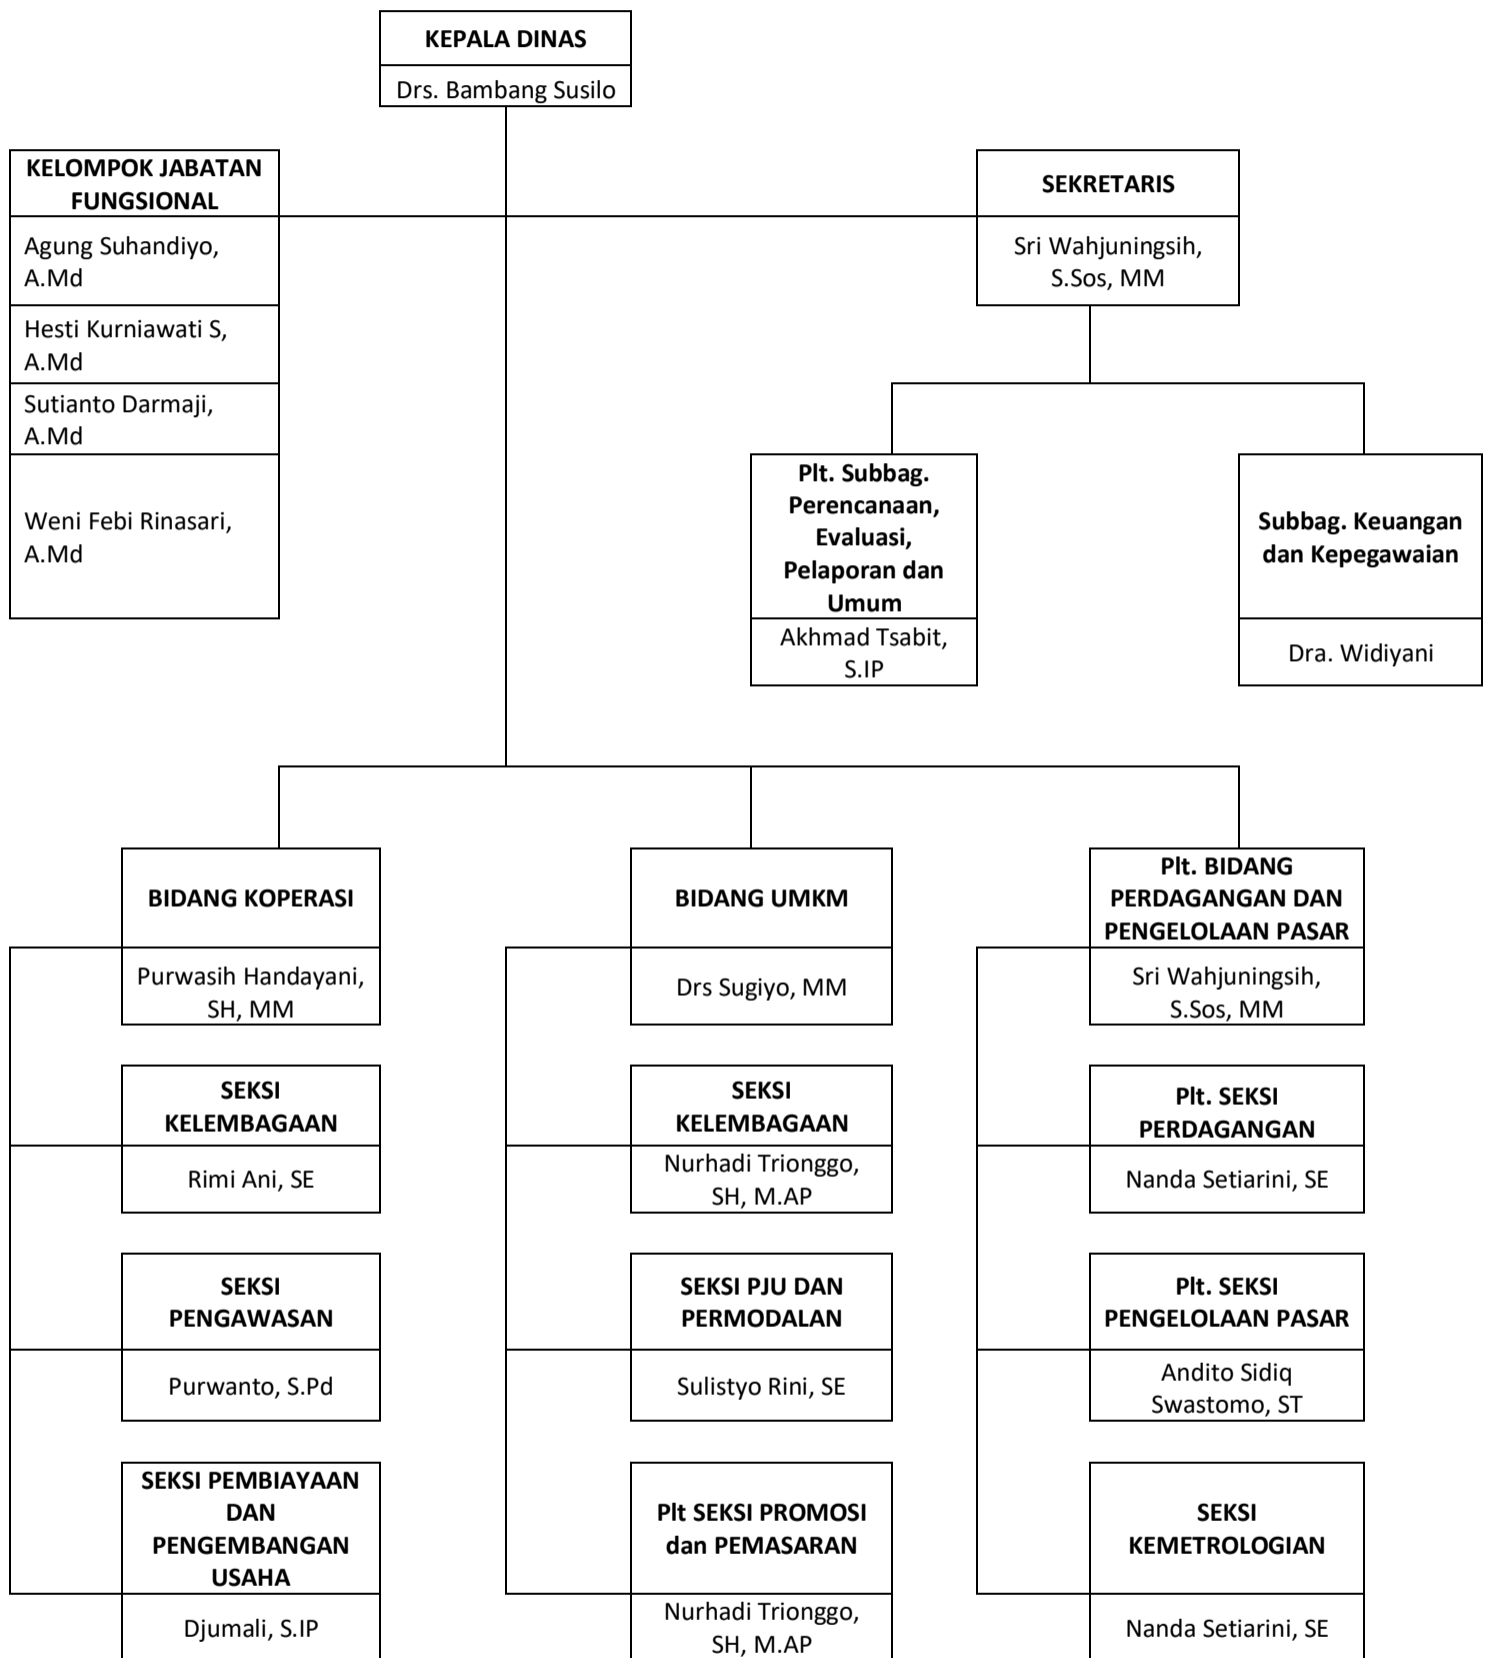 KEPALA DINAS
Drs. Bambang Susilo
KELOMPOK JABATAN
FUNGSIONAL
Agung Suhandiyo,
A.Md
Hesti Kurniawati S,
A.Md
Sutianto Darmaji,
A.Md
Weni Febi Rinasari,
A.Md
SEKRETARIS
Sri Wahjuningsih,
S.Sos, MM
Plt. Subbag.
Perencanaan,
Evaluasi,
Pelaporan dan
Umum
Akhmad Tsabit,
S.IP
Subbag. Keuangan
dan Kepegawaian
Dra. Widiyani
BIDANG KOPERASI
Purwasih Handayani,
SH, MM
SEKSI
KELEMBAGAAN
Rimi Ani, SE
SEKSI
PENGAWASAN
Purwanto, S.Pd
SEKSI PEMBIAYAAN
DAN
PENGEMBANGAN
USAHA
Djumali, S.IP
BIDANG UMKM
Drs Sugiyo, MM
SEKSI
KELEMBAGAAN
Nurhadi Trionggo,
SH, M.AP
SEKSI PJU DAN
PERMODALAN
Sulistyo Rini, SE
Plt SEKSI PROMOSI
dan PEMASARAN
Nurhadi Trionggo,
SH, M.AP
Plt. BIDANG
PERDAGANGAN DAN
PENGELOLAAN PASAR
Sri Wahjuningsih,
S.Sos, MM
Plt. SEKSI
PERDAGANGAN
Nanda Setiarini, SE
Plt. SEKSI
PENGELOLAAN PASAR
Andito Sidiq
Swastomo, ST
SEKSI
KEMETROLOGIAN
Nanda Setiarini, SE